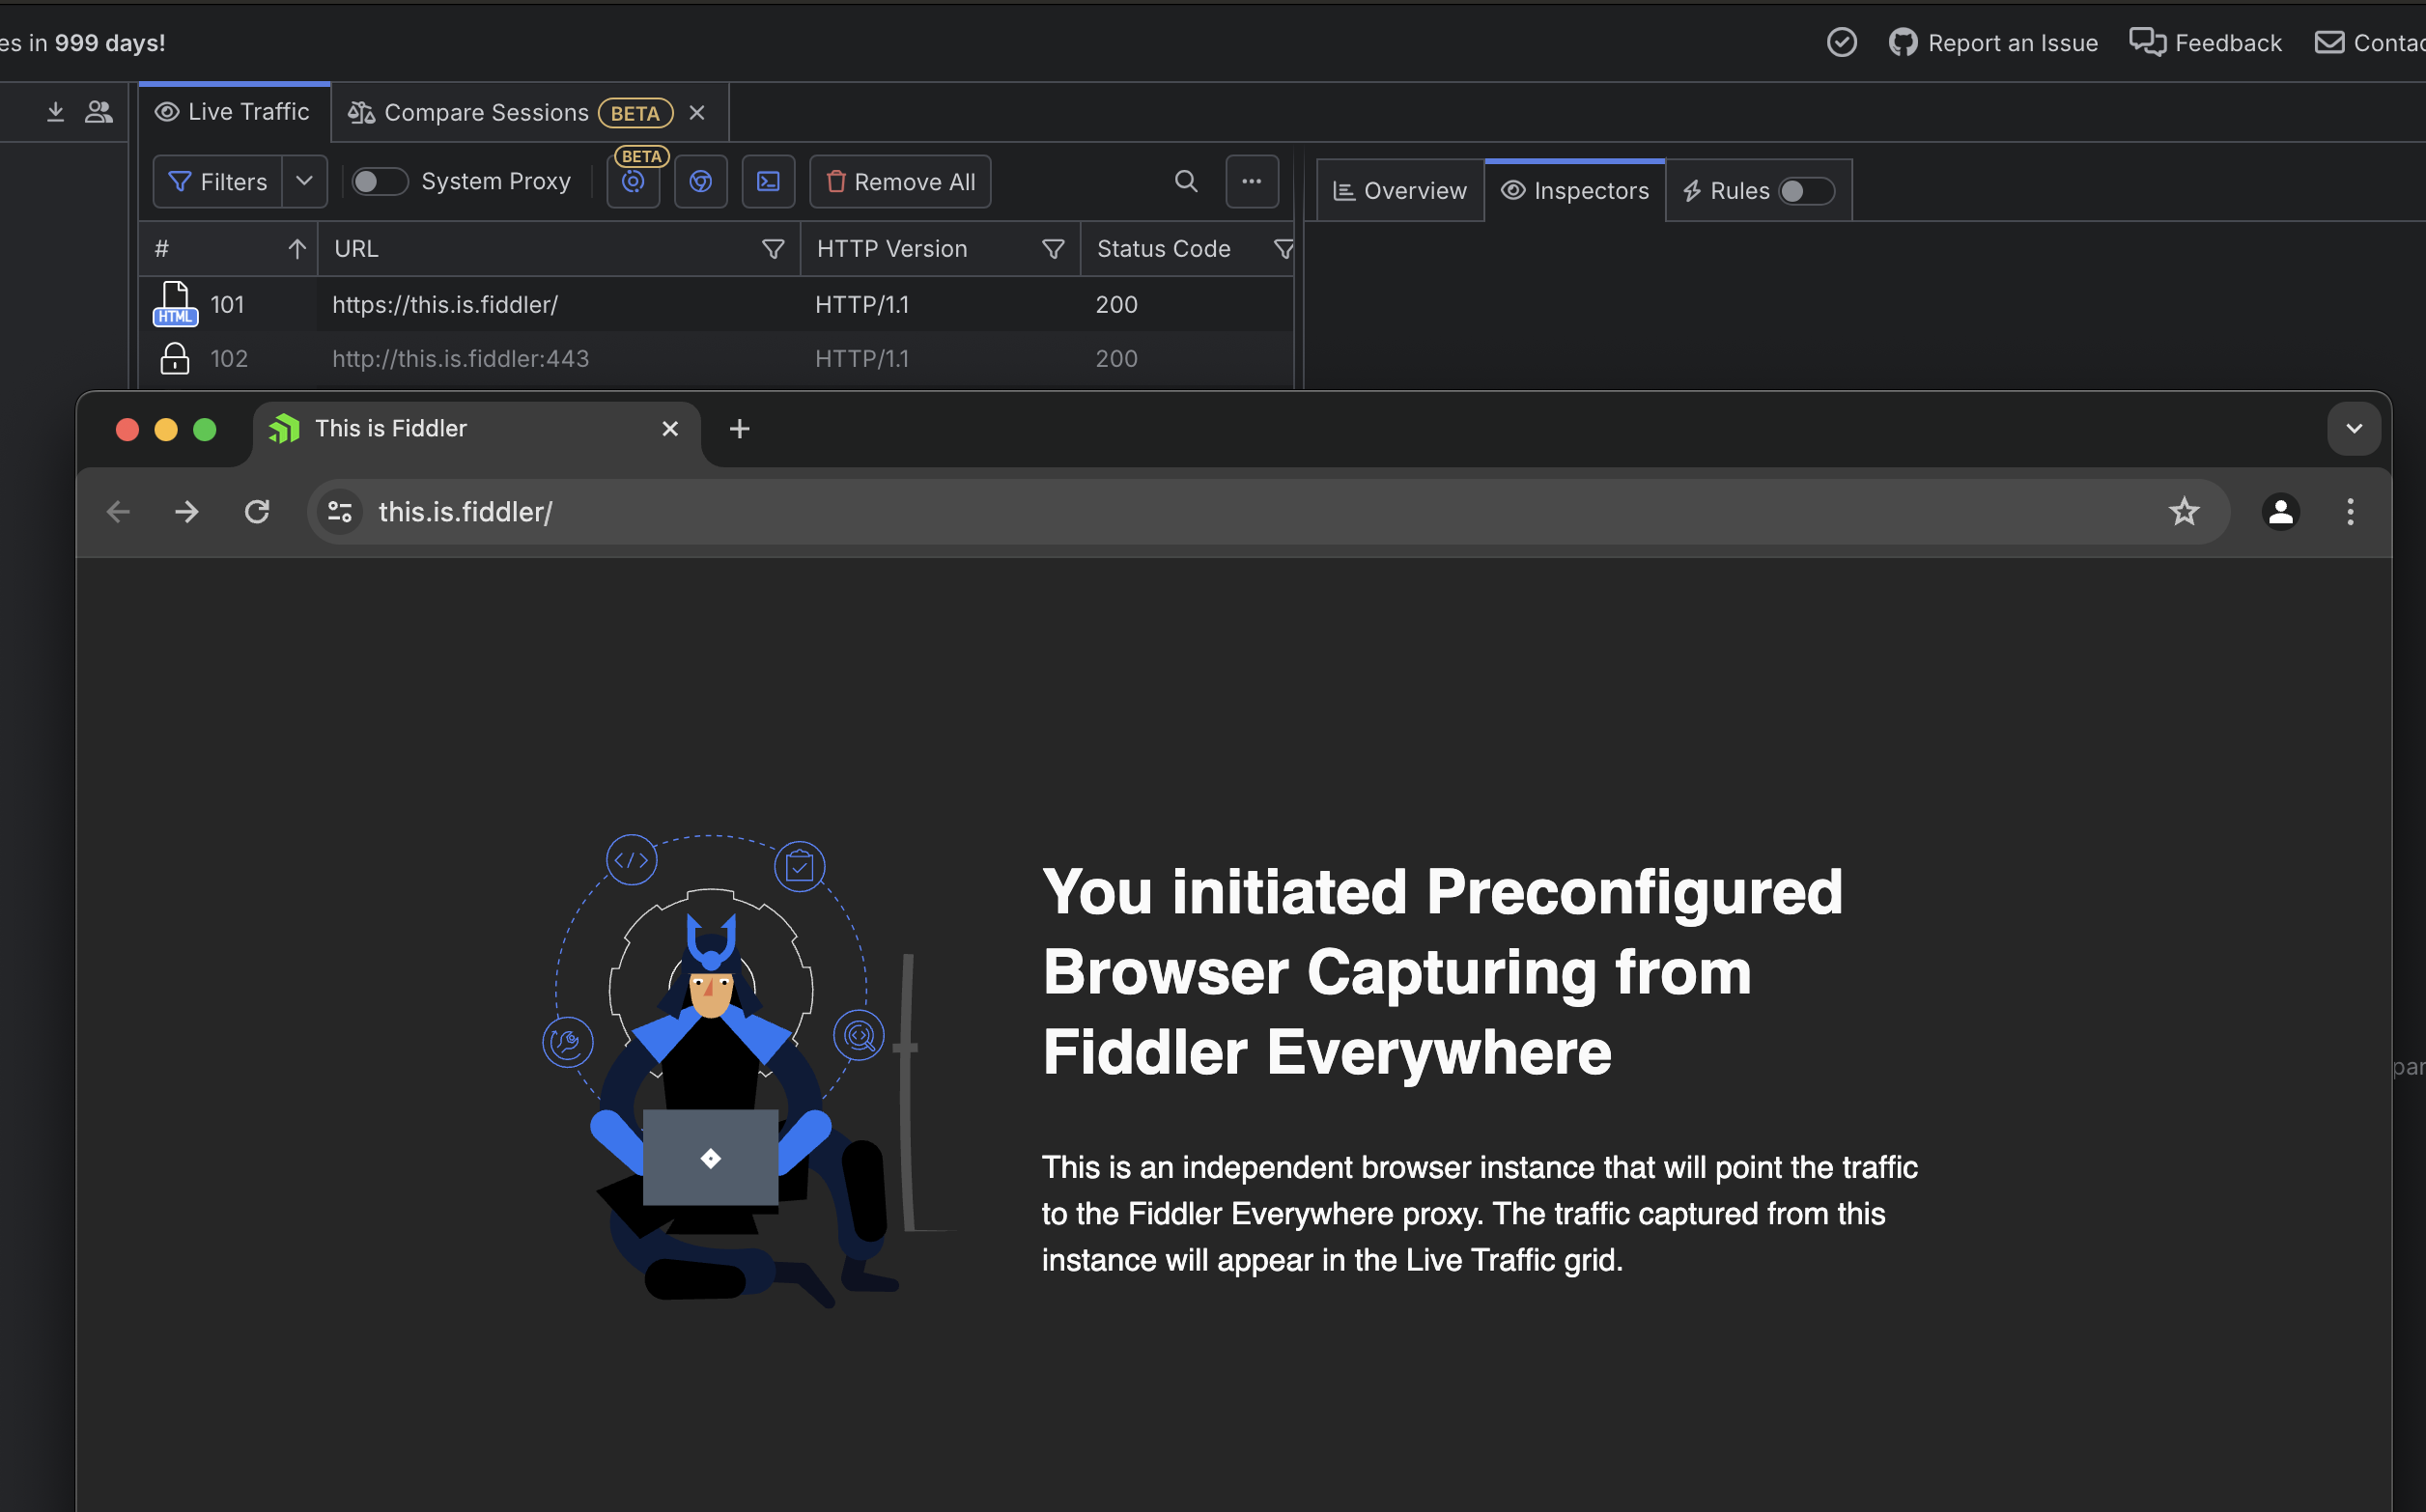 es in 999 days!
Report an Issue
Feedback
Contac
Live Traffic
Compare Sessions BETA
Filters
System Proxy
BETA
Remove All
Overview
Inspectors
Rules
# URL HTTP Version Status Code
HTML 101 https://this.is.fiddler/ HTTP/1.1 200
102 http://this.is.fiddler:443 HTTP/1.1 200
This is Fiddler
this.is.fiddler/
You initiated Preconfigured
Browser Capturing from
Fiddler Everywhere
This is an independent browser instance that will point the traffic
to the Fiddler Everywhere proxy. The traffic captured from this
instance will appear in the Live Traffic grid.
par